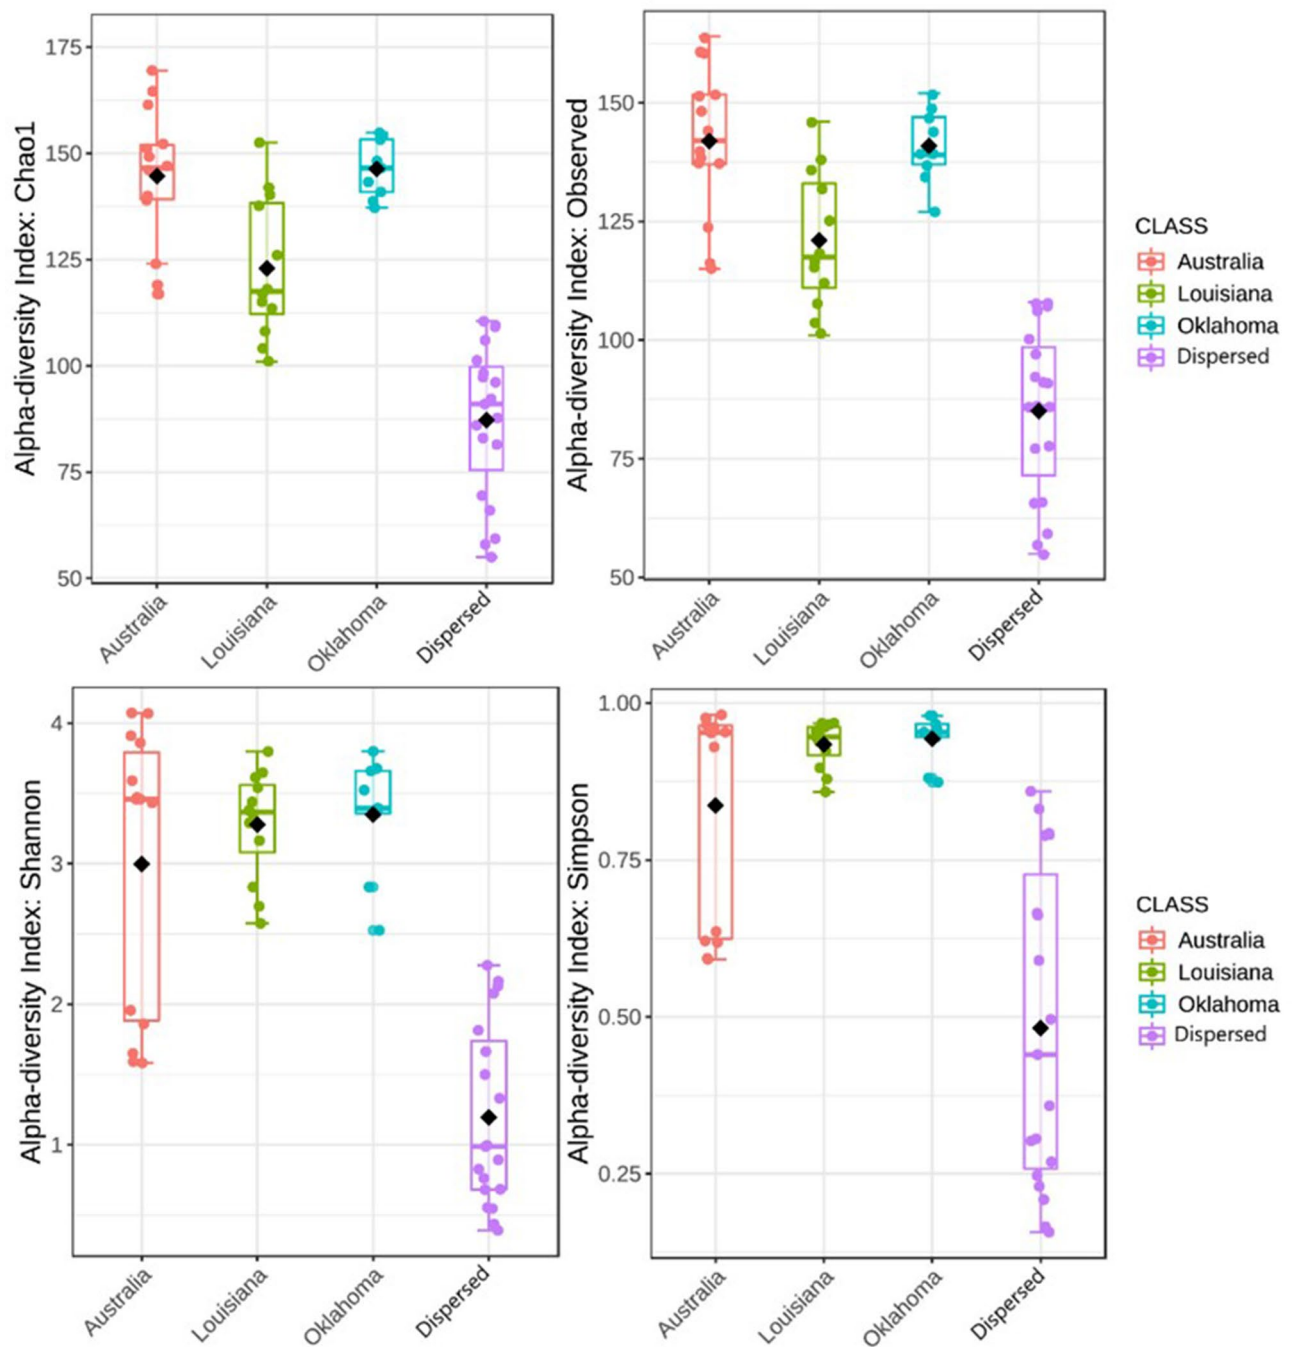 Alpha-diversity Index: Chao1
175
150
125
100
75
50
Australia
Louisiana
Oklahoma
Dispersed
Alpha-diversity Index: Observed
150
125
100
75
50
Australia
Louisiana
Oklahoma
Dispersed
CLASS
Australia
Louisiana
Oklahoma
Dispersed
Alpha-diversity Index: Shannon
4
3
2
1
Australia
Louisiana
Oklahoma
Dispersed
Alpha-diversity Index: Simpson
1.00
0.75
0.50
0.25
Australia
Louisiana
Oklahoma
Dispersed
CLASS
Australia
Louisiana
Oklahoma
Dispersed